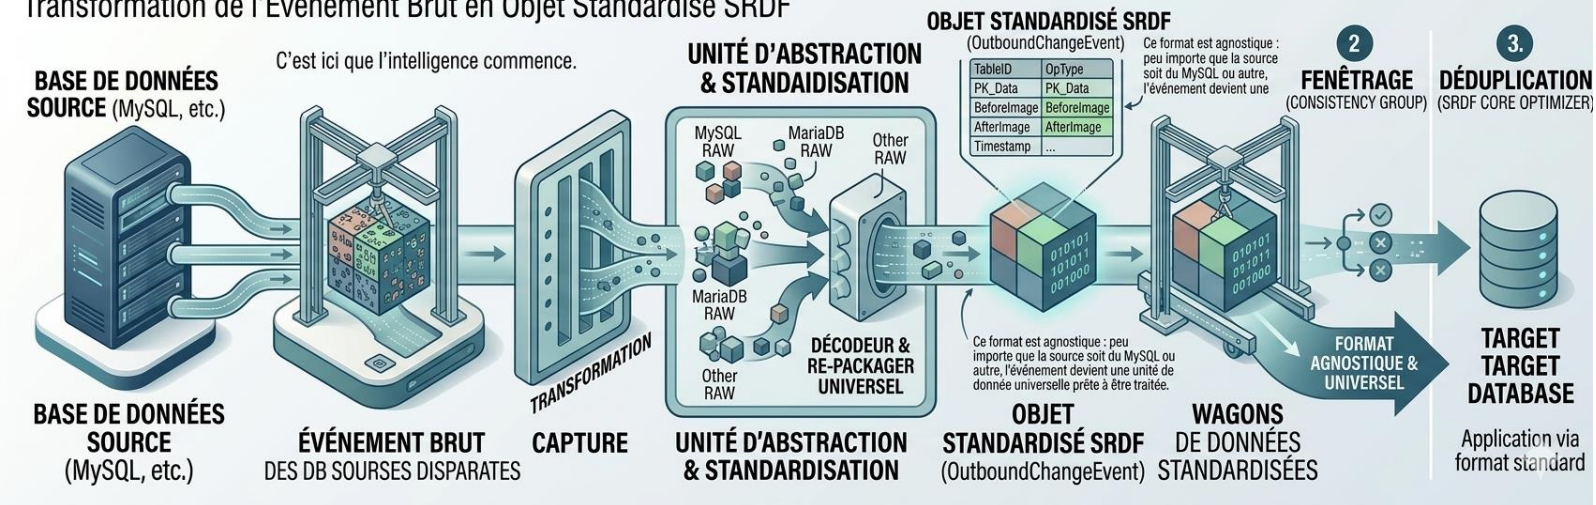 Transformation de l'Événement Brut en Objet Standardisé SRDF
C'est ici que l'intelligence commence.
BASE DE DONNÉES
SOURCE (MySQL, etc.)
BASE DE DONNÉES
SOURCE
(MySQL, etc.)
ÉVÉNEMENT BRUT
DES DB SOURSES DISPARATES
TRANSFORMATION
CAPTURE
UNITÉ D'ABSTRACTION
& STANDAIDISATION
MySQL
RAW
MariaDB
RAW
Other
RAW
MariaDB
RAW
Other
RAW
DÉCODEUR &
RE-PACKAGER
UNIVERSEL
UNITÉ D'ABSTRACTION
& STANDARDISATION
OBJET STANDARDISÉ SRDF
(OutboundChangeEvent)
TableID OpType
PK_Data PK_Data
BeforeImage BeforeImage
AfterImage AfterImage
Timestamp ...
Ce format est agnostique :
peu importe que la source
soit du MySQL ou autre,
l'événement devient une
010101
101011
001000
Ce format est agnostique : peu
importe que la source soit du MySQL ou
autre, l'événement devient une unité de
donnée universelle prête à être traitée.
OBJET
STANDARDISÉ SRDF
(OutboundChangeEvent)
010101
001011
001000
WAGONS
DE DONNÉES
STANDARDISÉES
2
FENÊTRAGE
(CONSISTENCY GROUP)
FORMAT
AGNOSTIQUE &
UNIVERSEL
3.
DÉDUPLICATION
(SRDF CORE OPTIMIZER)
TARGET
TARGET
DATABASE
Application via
format standard